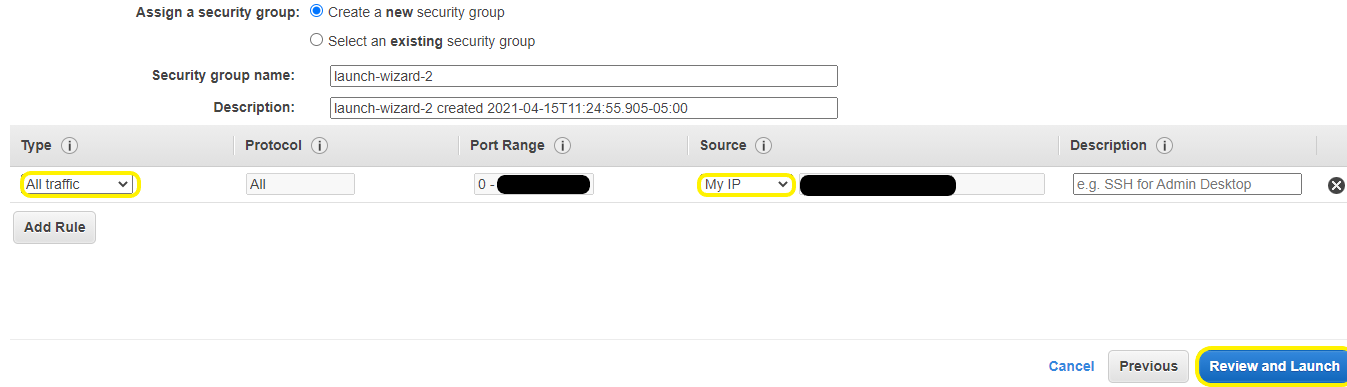 Assign a security group: Create a new security group
Select an existing security group
Security group name: launch-wizard-2
Description: launch-wizard-2 created 2021-04-15T11:24:55.905-05:00
Type i Protocol i Port Range i Source i Description i
All traffic All 0 - My IP e.g. SSH for Admin Desktop
Add Rule
Cancel Previous Review and Launch